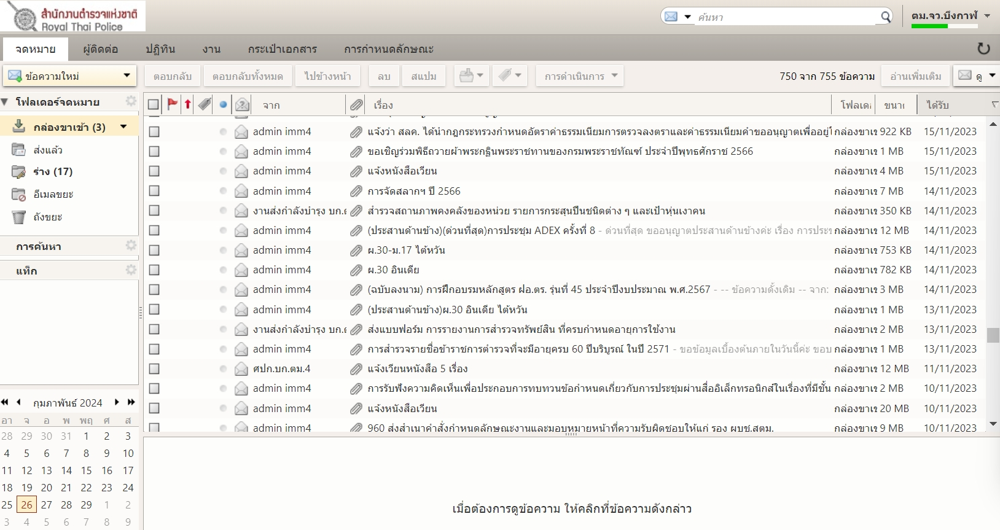 สำนักงานตำรวจแห่งชาติ
Royal Thai Police
ค้นหา
ตม.จว.บึงกาฬ
จดหมาย ผู้ติดต่อ ปฏิทิน งาน กระเป๋าเอกสาร การกำหนดลักษณะ
ข้อความใหม่ ตอบกลับ ตอบกลับทั้งหมด ไปข้างหน้า ลบ สแปม การดำเนินการ 750 จาก 755 ข้อความ อ่านเพิ่มเติม ดู
โฟลเดอร์จดหมาย
กล่องขาเข้า (3)
ส่งแล้ว
ร่าง (17)
อีเมลขยะ
ถังขยะ
การค้นหา
แท็ก
จาก เรื่อง โฟลเด ขนา ได้รับ
admin imm4 แจ้งว่า สลค. ได้นำกฎกระทรวงกำหนดอัตราค่าธรรมเนียมการตรวจลงตราและค่าธรรมเนียมคำขออนุญาตเพื่ออยู่ กล่องขาเข 922 KB 15/11/2023
admin imm4 ขอเชิญร่วมพิธีถวายผ้าพระกฐินพระราชทานของกรมพระราชทัณฑ์ ประจำปีพุทธศักราช 2566 กล่องขาเข 1 MB 15/11/2023
admin imm4 แจ้งหนังสือเวียน กล่องขาเข 4 MB 15/11/2023
admin imm4 การจัดสลากฯ ปี 2566 กล่องขาเข 7 MB 14/11/2023
งานส่งกำลังบำรุง บก.ต สำรวจสถานภาพคงคลังของหน่วย รายการกระสุนปืนชนิดต่าง ๆ และเป้าหุ่นเงาคน กล่องขาเข 350 KB 14/11/2023
admin imm4 (ประสานด้านข้าง)(ด่วนที่สุด)การประชุม ADEX ครั้งที่ 8 - ด่วนที่สุด ขออนุญาตประสานด้านข้างค่ะ เรื่อง การประช กล่องขาเข 12 MB 14/11/2023
admin imm4 ผ.30-ม.17 ไต้หวัน กล่องขาเข 753 KB 14/11/2023
admin imm4 ผ.30 อินเดีย กล่องขาเข 782 KB 14/11/2023
admin imm4 (ฉบับลงนาม) การฝึกอบรมหลักสูตร ฝอ.ตร. รุ่นที่ 45 ประจำปีงบประมาณ พ.ศ.2567 - -- ข้อความดั้งเดิม -- จาก: กล่องขาเข 3 MB 14/11/2023
admin imm4 (ประสานด้านข้าง)ผ.30 อินเดีย ไต้หวัน กล่องขาเข 1 MB 13/11/2023
งานส่งกำลังบำรุง บก.ต ส่งแบบฟอร์ม การรายงานการสำรวจทรัพย์สิน ที่ครบกำหนดอายุการใช้งาน กล่องขาเข 2 MB 13/11/2023
admin imm4 การสำรวจรายชื่อข้าราชการตำรวจที่จะมีอายุครบ 60 ปีบริบูรณ์ ในปี 2571 - ขอข้อมูลเบื้องต้นภายในวันนี้ค่ะ ขอบ กล่องขาเข 1 MB 13/11/2023
ศปก.บก.ตม.4 แจ้งเวียนหนังสือ 5 เรื่อง กล่องขาเข 12 MB 11/11/2023
admin imm4 การรับฟังความคิดเห็นเพื่อประกอบการทบทวนข้อกำหนดเกี่ยวกับการประชุมผ่านสื่ออิเล็กทรอนิกส์ในเรื่องที่มีชั้น กล่องขาเข 2 MB 10/11/2023
admin imm4 แจ้งหนังสือเวียน กล่องขาเข 20 MB 10/11/2023
admin imm4 960 ส่งสำเนาคำสั่งกำหนดลักษณะงานและมอบหมายหน้าที่ความรับผิดชอบให้แก่ รอง ผบช.สตม. กล่องขาเข 9 MB 10/11/2023
กุมภาพันธ์ 2024
อา จ อ พ พฤ ศ ส
28 29 30 31 1 2 3
4 5 6 7 8 9 10
11 12 13 14 15 16 17
18 19 20 21 22 23 24
25 26 27 28 29 1 2
3 4 5 6 7 8 9
เมื่อต้องการดูข้อความ ให้คลิกที่ข้อความดังกล่าว